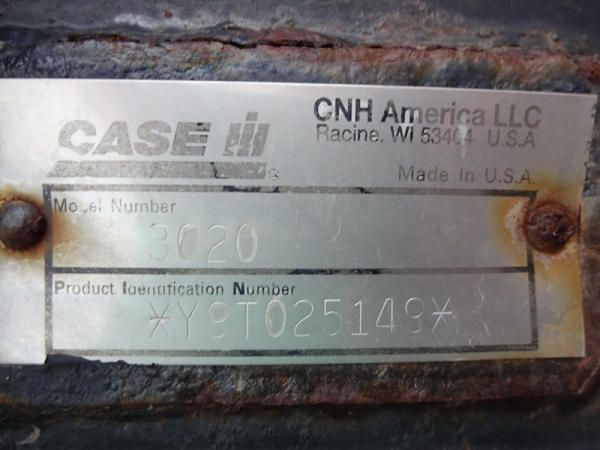 CNH America LLC
CASE IH
Racine, WI 53404 U.S.A
Made In U.S.A.
Model Number
3020
Product Identification Number
*Y9T025149*